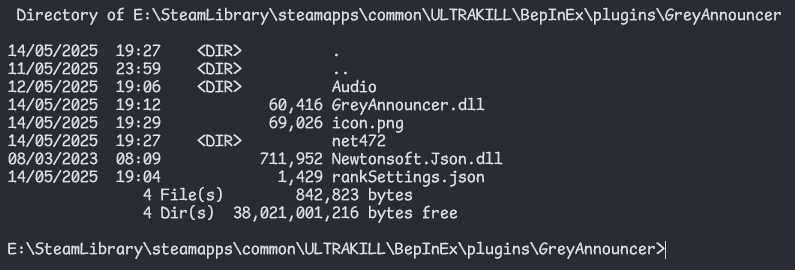 Directory of E:\SteamLibrary\steamapps\common\ULTRAKILL\BepInEx\plugins\GreyAnnouncer
14/05/2025  19:27    <DIR>          .
11/05/2025  23:59    <DIR>          ..
12/05/2025  19:06    <DIR>          Audio
14/05/2025  19:12            60,416 GreyAnnouncer.dll
14/05/2025  19:29            69,026 icon.png
14/05/2025  19:27    <DIR>          net472
08/03/2023  08:09           711,952 Newtonsoft.Json.dll
14/05/2025  19:04             1,429 rankSettings.json
4 File(s)        842,823 bytes
4 Dir(s)  38,021,001,216 bytes free
E:\SteamLibrary\steamapps\common\ULTRAKILL\BepInEx\plugins\GreyAnnouncer>